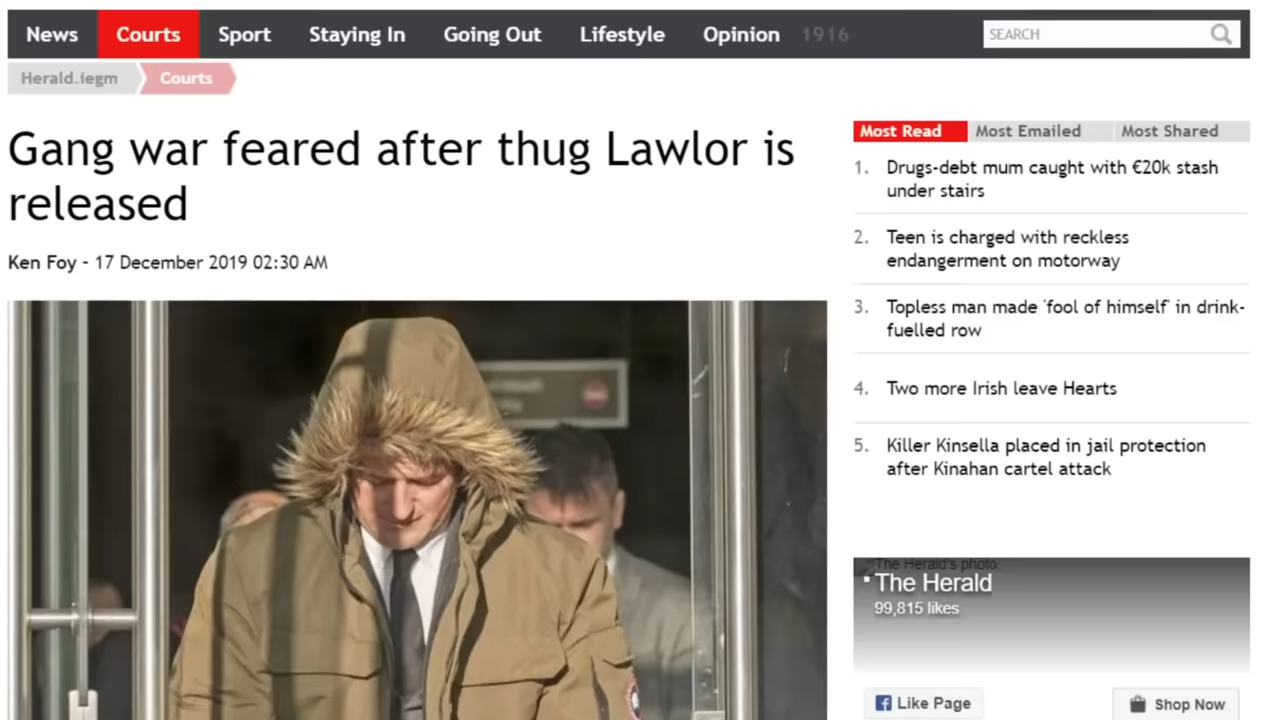 News Courts Sport Staying In Going Out Lifestyle Opinion 1916 SEARCH
Herald.iegm Courts
Gang war feared after thug Lawlor is
released
Ken Foy - 17 December 2019 02:30 AM
Most Read Most Emailed Most Shared
1. Drugs-debt mum caught with €20k stash
under stairs
2. Teen is charged with reckless
endangerment on motorway
3. Topless man made 'fool of himself' in drink-
fuelled row
4. Two more Irish leave Hearts
5. Killer Kinsella placed in jail protection
after Kinahan cartel attack
The Herald's photo
The Herald
99,815 likes
Like Page Shop Now